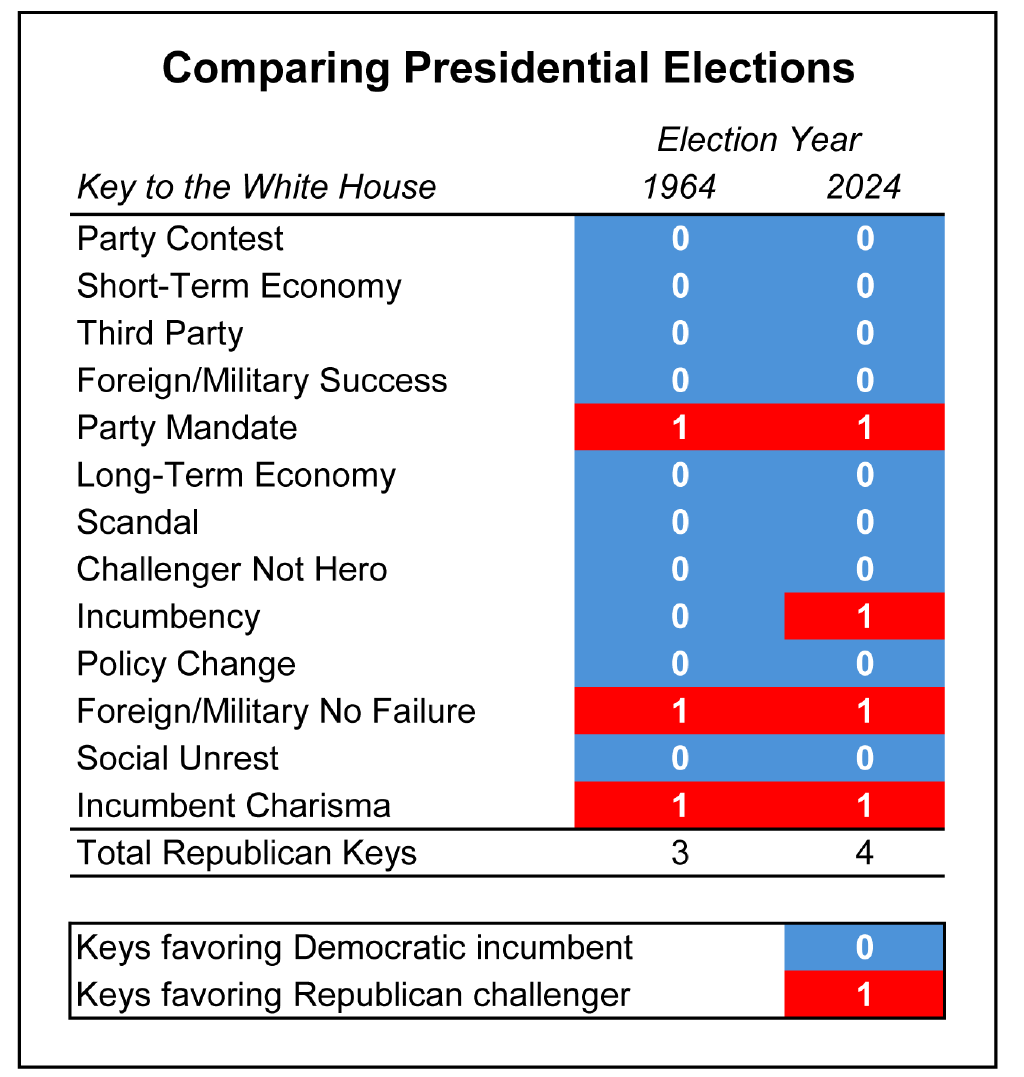 Comparing Presidential Elections
Election Year
Key to the White House 1964 2024
Party Contest 0 0
Short-Term Economy 0 0
Third Party 0 0
Foreign/Military Success 0 0
Party Mandate 1 1
Long-Term Economy 0 0
Scandal 0 0
Challenger Not Hero 0 0
Incumbency 0 1
Policy Change 0 0
Foreign/Military No Failure 1 1
Social Unrest 0 0
Incumbent Charisma 1 1
Total Republican Keys 3 4
Keys favoring Democratic incumbent 0
Keys favoring Republican challenger 1